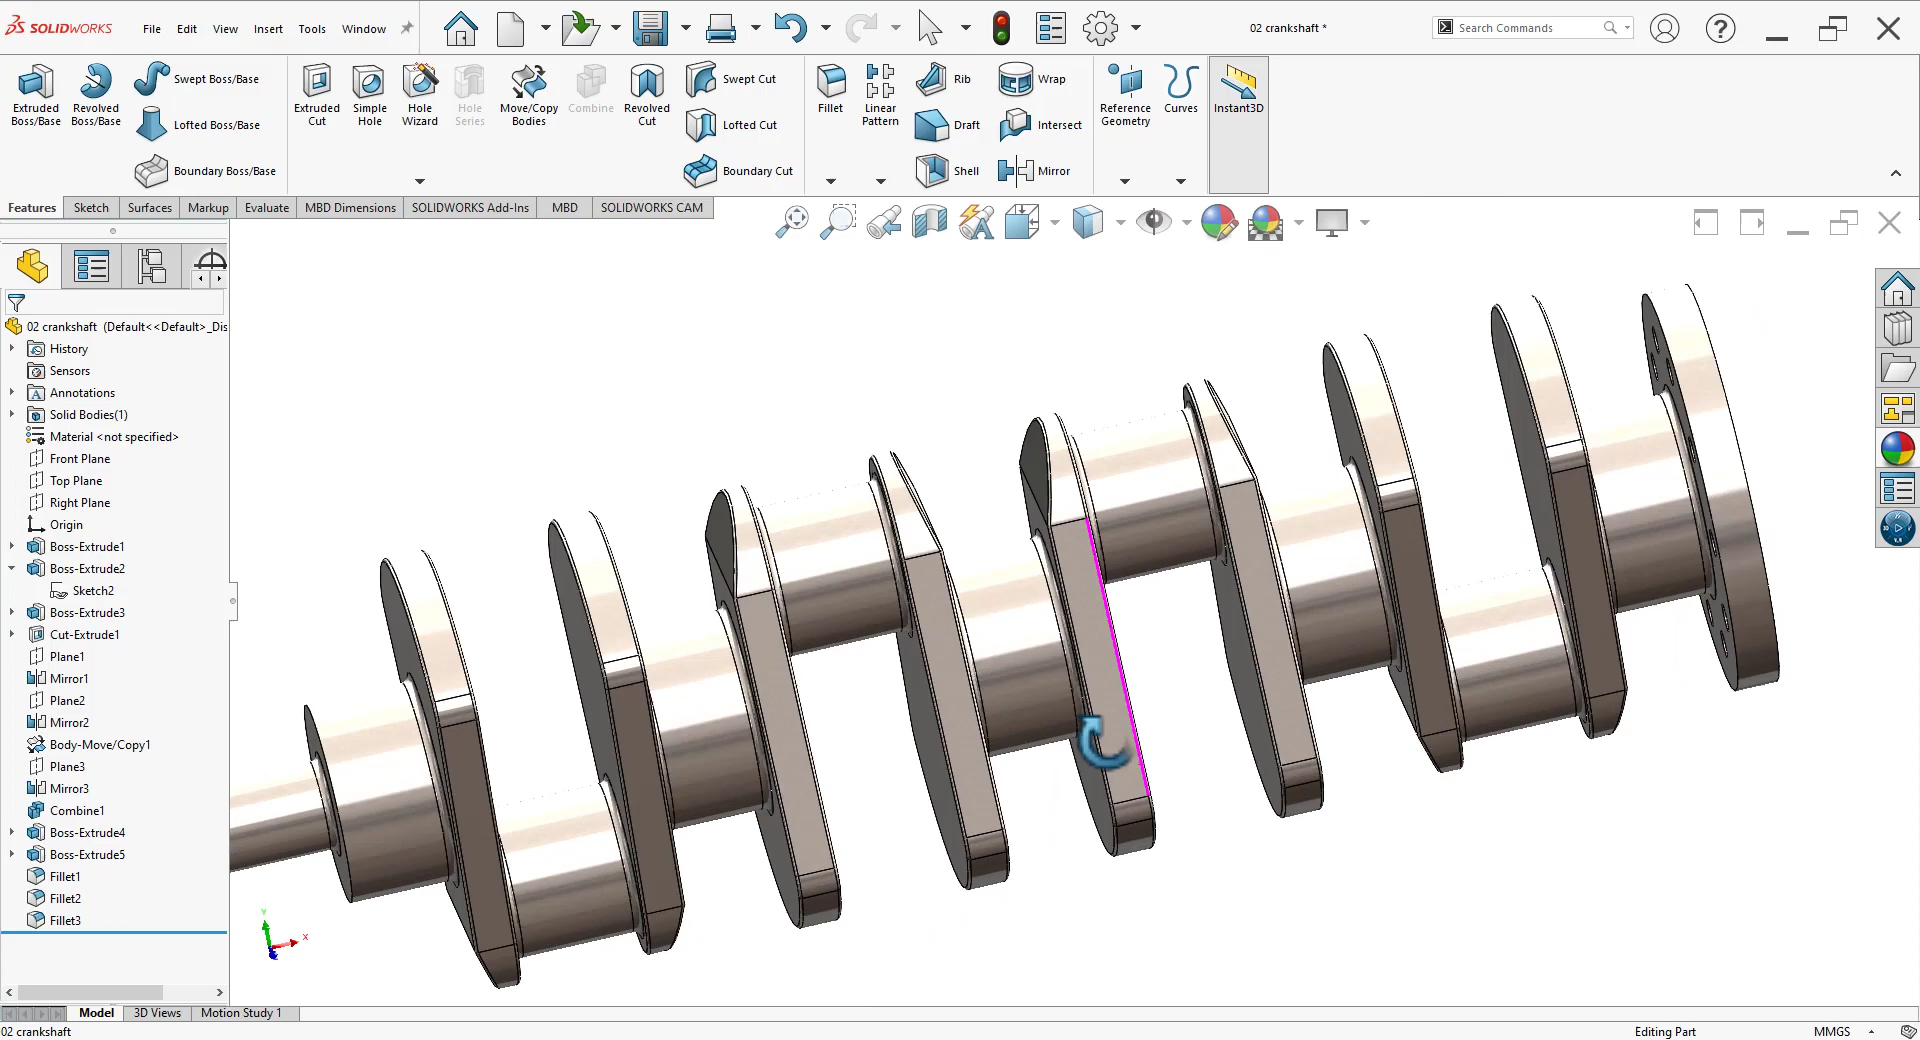 SOLIDWORKS
File Edit View Insert Tools Window
02 crankshaft *
Search Commands
Extruded Boss/Base
Revolved Boss/Base
Swept Boss/Base
Lofted Boss/Base
Boundary Boss/Base
Extruded Cut
Simple Hole
Hole Wizard
Hole Series
Move/Copy Bodies
Combine
Revolved Cut
Swept Cut
Lofted Cut
Boundary Cut
Fillet
Linear Pattern
Rib
Draft
Shell
Wrap
Intersect
Mirror
Reference Geometry
Curves
Instant3D
Features Sketch Surfaces Markup Evaluate MBD Dimensions SOLIDWORKS Add-Ins MBD SOLIDWORKS CAM
02 crankshaft (Default<<Default>_Dis
History
Sensors
Annotations
Solid Bodies(1)
Material <not specified>
Front Plane
Top Plane
Right Plane
Origin
Boss-Extrude1
Boss-Extrude2
Sketch2
Boss-Extrude3
Cut-Extrude1
Plane1
Mirror1
Plane2
Mirror2
Body-Move/Copy1
Plane3
Mirror3
Combine1
Boss-Extrude4
Boss-Extrude5
Fillet1
Fillet2
Fillet3
Y
X
Model 3D Views Motion Study 1
02 crankshaft
Editing Part
MMGS